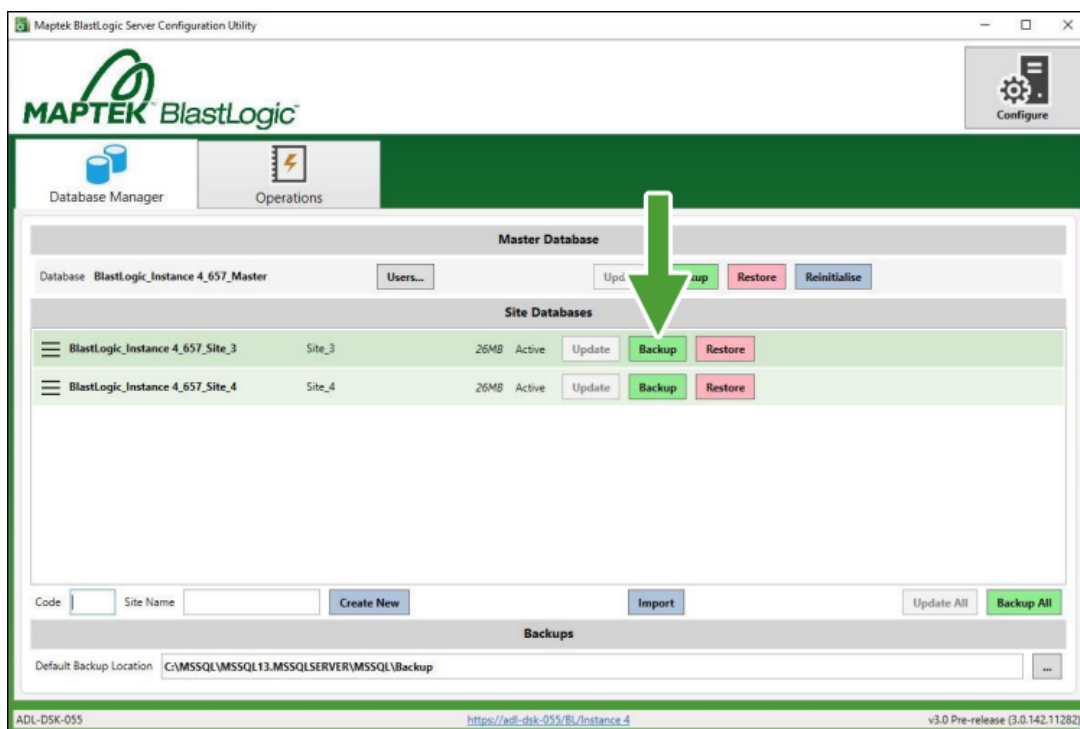 Maptek BlastLogic Server Configuration Utility
MAPTEK™ BlastLogic™
Configure
Database Manager
Operations
Master Database
Database BlastLogic_Instance 4_657_Master Users... Restore Reinitialise
Site Databases
BlastLogic_Instance 4_657_Site_3 Site_3 26MB Active Update Backup Restore
BlastLogic_Instance 4_657_Site_4 Site_4 26MB Active Update Backup Restore
Code Site Name Create New Import Update All Backup All
Backups
Default Backup Location C:\MSSQL\MSSQL13.MSSQLSERVER\MSSQL\Backup ...
ADL-DSK-055 https://adl-dsk-055/BL/Instance 4 v3.0 Pre-release (3.0.142.11282)